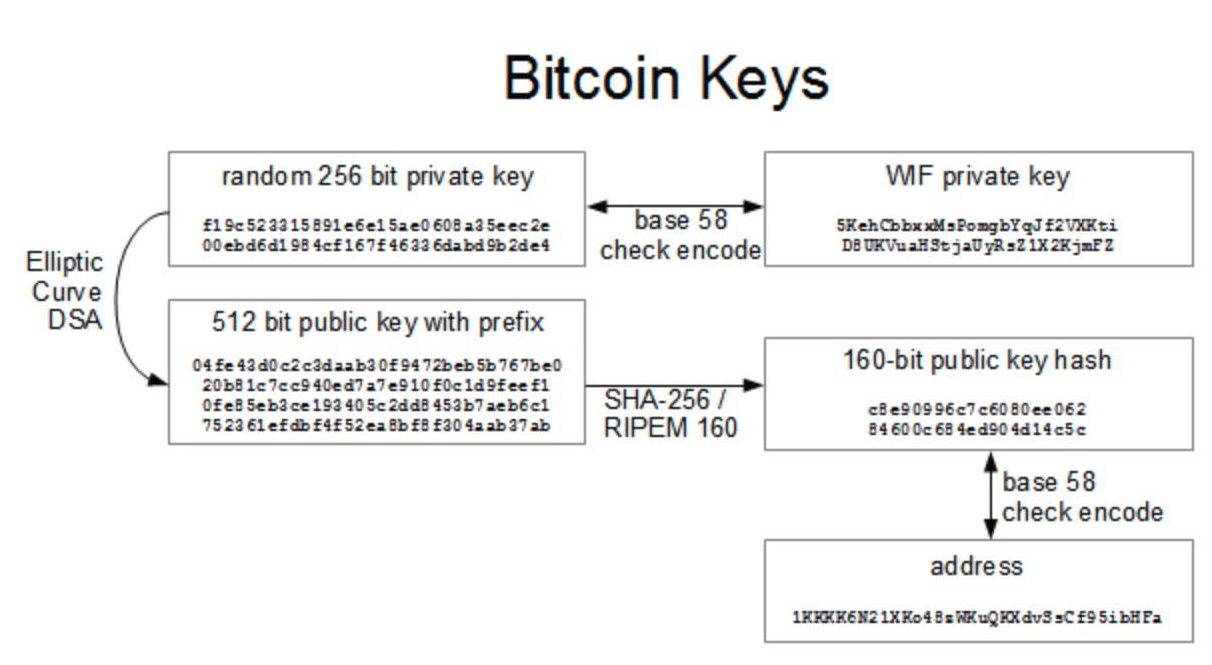 Bitcoin Keys
random 256 bit private key
f19c523315891e6e15ae0608a35eec2e
00ebd6d1984cf167f46336dabd9b2de4
base 58
check encode
WIF private key
5KehCbbxxMsPomgbYqJf2VXKti
D8UKVuaHStjaUyRsZ1X2KjmFZ
Elliptic
Curve
DSA
512 bit public key with prefix
04fe43d0c2c3daab30f9472beb5b767be0
20b81c7cc940ed7a7e910f0c1d9feef1
0fe85eb3ce193405c2dd8453b7aeb6c1
752361efdbf4f52ea8bf8f304aab37ab
SHA-256 /
RIPEM 160
160-bit public key hash
c8e90996c7c6080ee062
84600c684ed904d14c5c
base 58
check encode
address
1KKKK6N21XKo48zWKuQKXdvSsCf95ibHFa